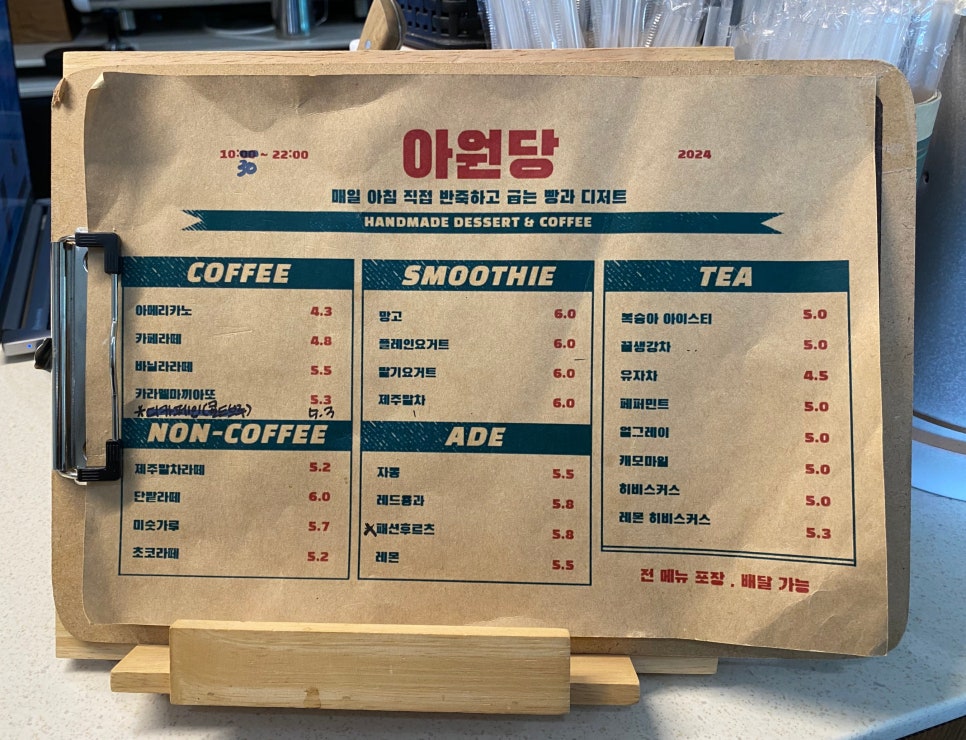 10:00 ~ 22:00
30
아원당
2024
매일 아침 직접 반죽하고 굽는 빵과 디저트
HANDMADE DESSERT & COFFEE
COFFEE
아메리카노 4.3
카페라떼 4.8
바닐라라떼 5.5
카라멜마끼아또 5.3
NON-COFFEE
제주말차라떼 5.2
단팥라떼 6.0
미숫가루 5.7
초코라떼 5.2
SMOOTHIE
망고 6.0
플레인요거트 6.0
딸기요거트 6.0
제주말차 6.0
ADE
자몽 5.5
레드용과 5.8
패션후르츠 5.8
레몬 5.5
TEA
복숭아 아이스티 5.0
꿀생강차 5.0
유자차 4.5
페퍼민트 5.0
얼그레이 5.0
캐모마일 5.0
히비스커스 5.0
레몬 히비스커스 5.3
전 메뉴 포장 . 배달 가능